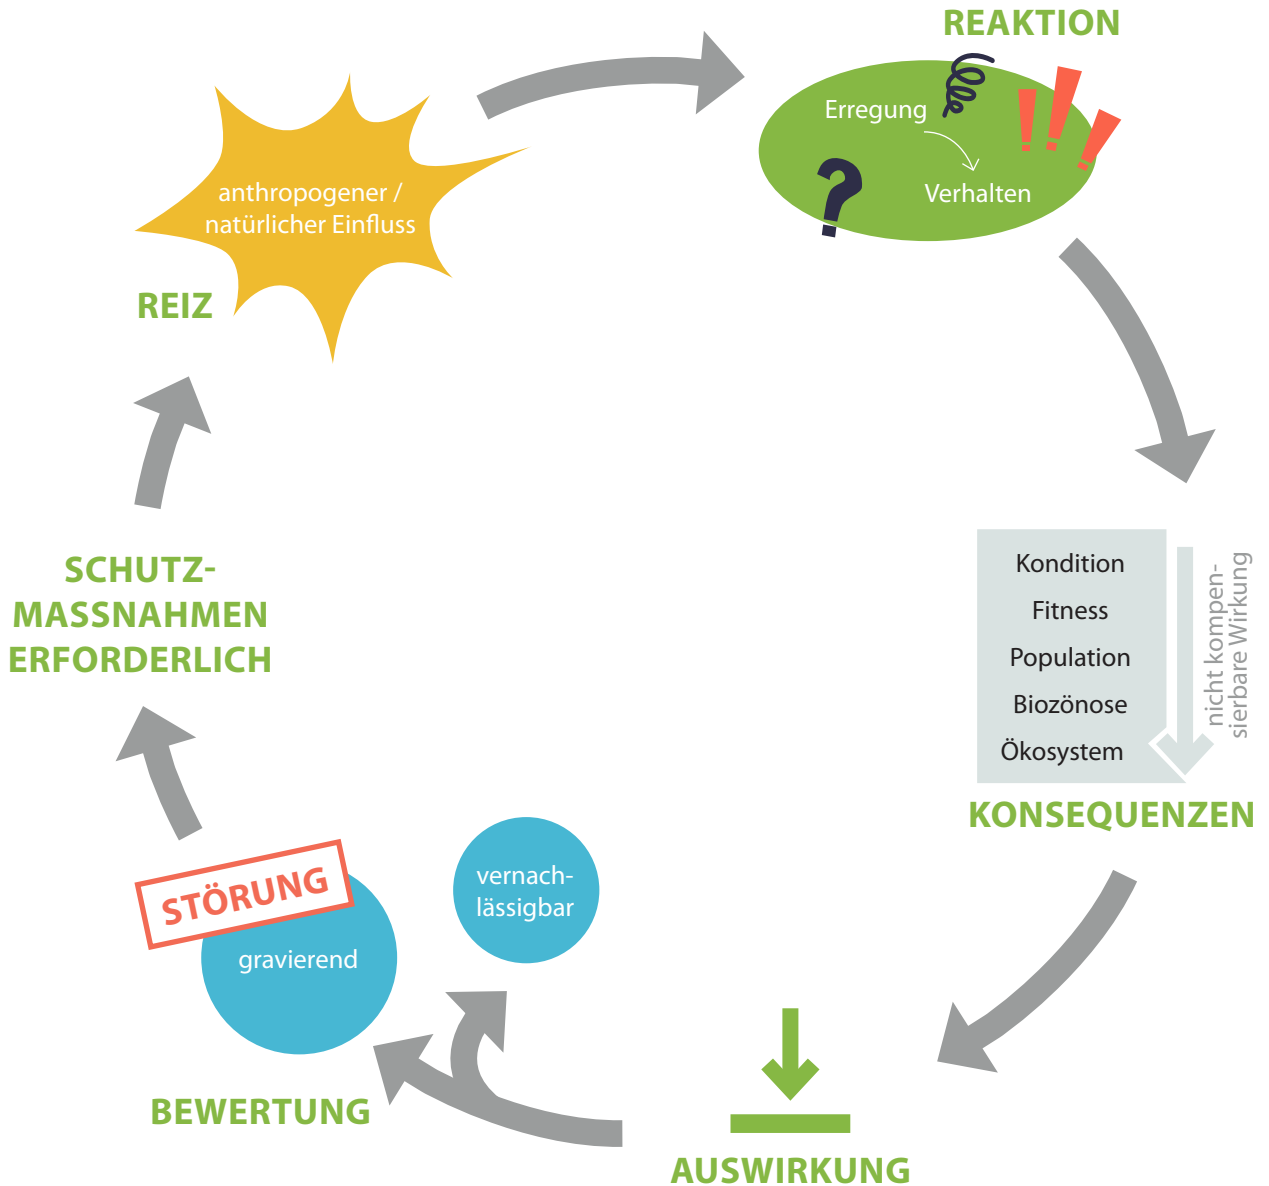 REAKTION
Erregung
Verhalten
anthropogener /
natürlicher Einfluss
REIZ
Kondition
Fitness
Population
Biozönose
Ökosystem
nicht kompen-
sierbare Wirkung
KONSEQUENZEN
AUSWIRKUNG
vernach-
lässigbar
STÖRUNG
gravierend
BEWERTUNG
SCHUTZ-
MASSNAHMEN
ERFORDERLICH